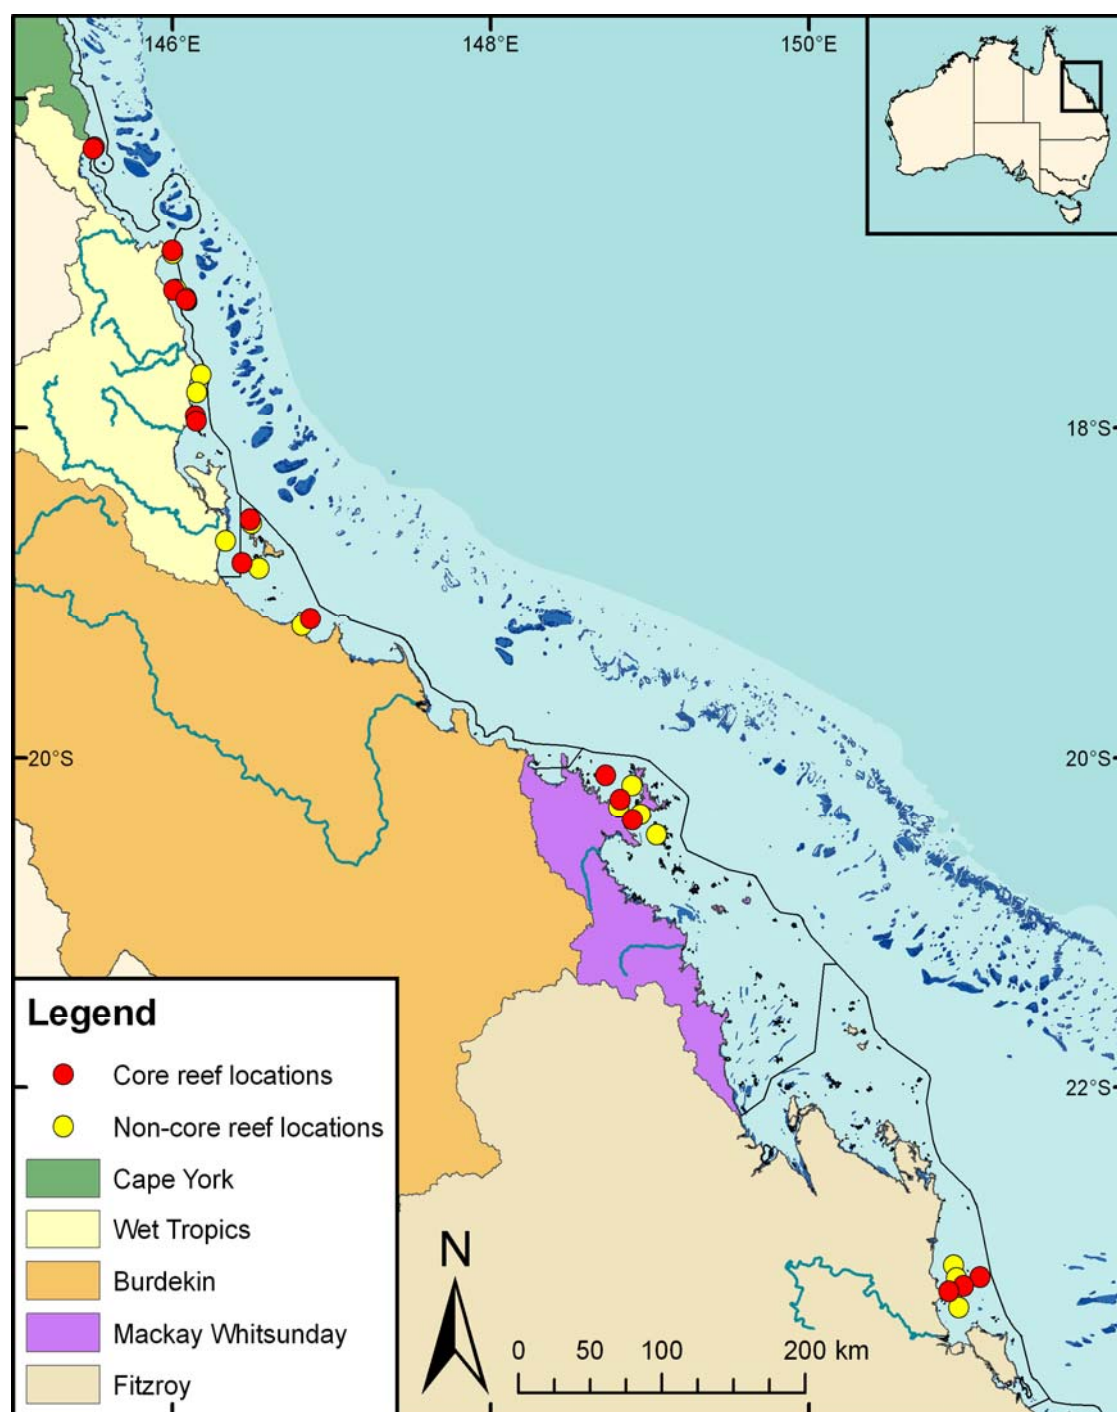 146°E
148°E
150°E
18°S
20°S
20°S
22°S
Legend
Core reef locations
Non-core reef locations
Cape York
Wet Tropics
Burdekin
Mackay Whitsunday
Fitzroy
N
0 50 100 200 km